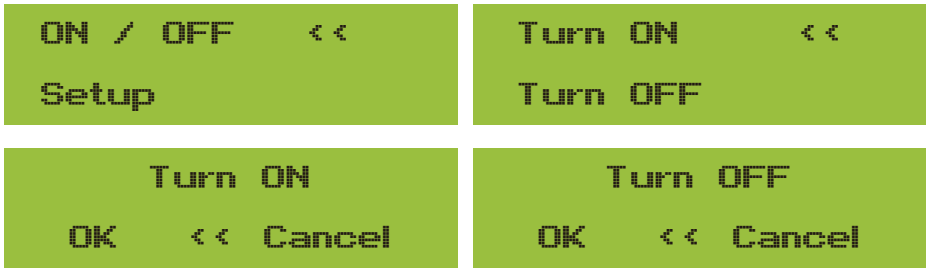 ON / OFF <<
Setup
Turn ON <<
Turn OFF
Turn ON
OK << Cancel
Turn OFF
OK << Cancel